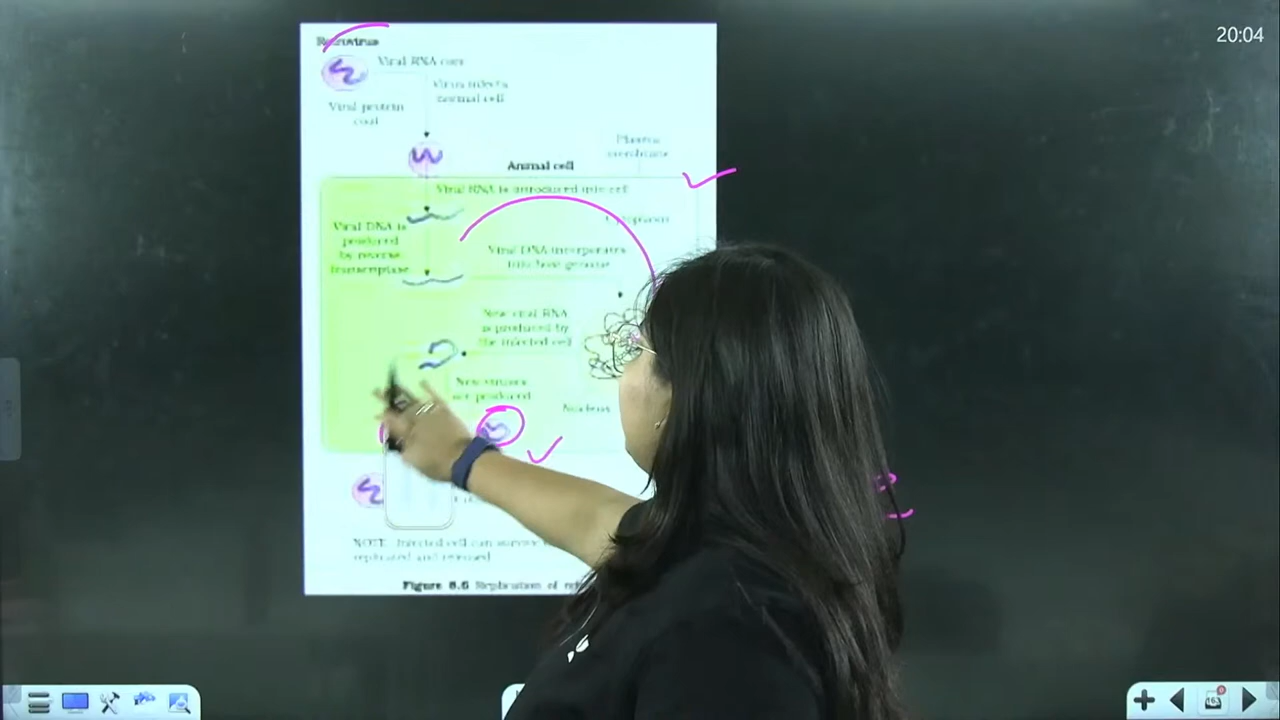 20:04
Retrovirus
Viral RNA core
Virus infects
normal cell
Viral protein
coat
Plasma
membrane
Animal cell
Viral RNA is introduced into cell
Cytoplasm
Viral DNA is
produced
by reverse
transcriptase
Viral DNA incorporates
into host genome
New viral RNA
is produced by
the infected cell
New viruses
are produced
Nucleus
NOTE: Infected cell can survive
replicated and released
Figure 8.6 Replication of
163